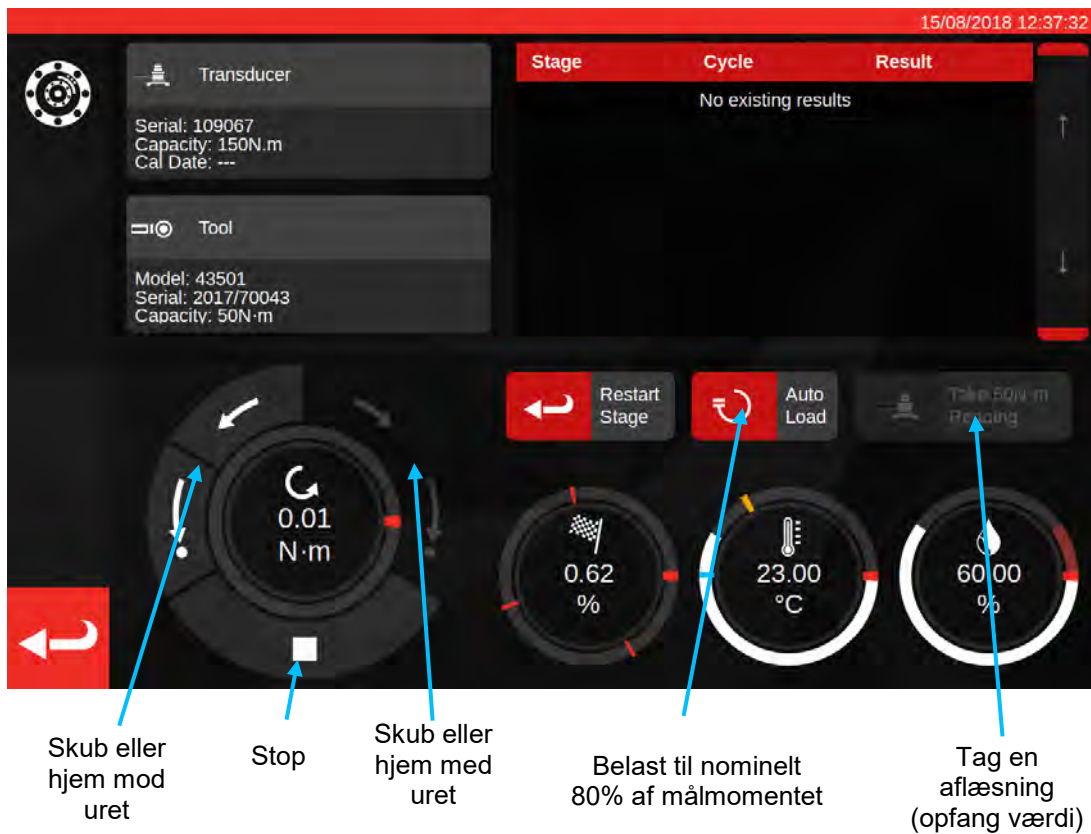 15/08/2018 12:37:32
Transducer
Serial: 109067
Capacity: 150N.m
Cal Date: ---
Tool
Model: 43501
Serial: 2017/70043
Capacity: 50N·m
Stage Cycle Result
No existing results
Restart
Stage
Auto
Load
Take 50N·m
Reading
0.01
N·m
0.62
%
23.00
°C
60.00
%
Skub eller
hjem mod
uret
Stop
Skub eller
hjem med
uret
Belast til nominelt
80% af målmomentet
Tag en
aflæsning
(opfang værdi)